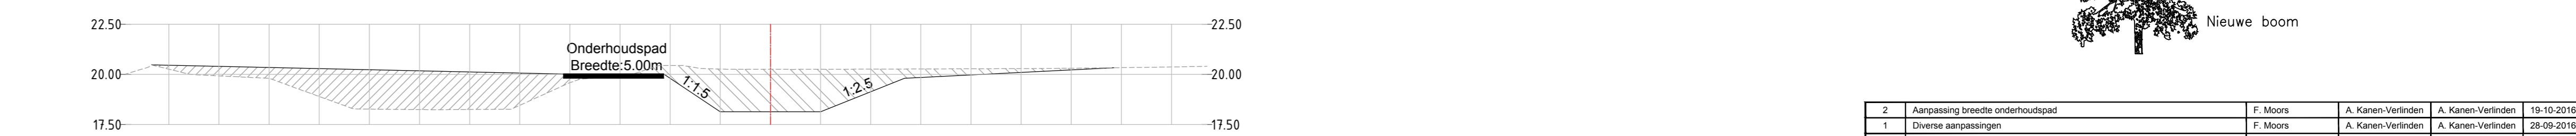 22.50
22.50
Nieuwe boom
Onderhoudspad
Breedte:5.00m
20.00
20.00
1:1.5
1:2.5
2 Aanpassing breedte onderhoudspad F. Moors A. Kanen-Verlinden A. Kanen-Verlinden 19-10-2016
17.50
17.50
1 Diverse aanpassingen F. Moors A. Kanen-Verlinden A. Kanen-Verlinden 28-09-2016